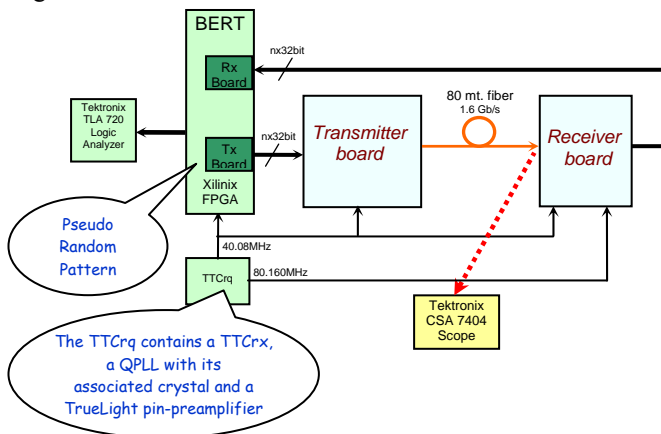 BERT
nx32bit
Rx
Board
80 mt. fiber
1.6 Gb/s
Tektronix
TLA 720
Logic
Analyzer
nx32bit
Transmitter
board
Receiver
board
Tx
Board
Xilinix
FPGA
Pseudo
Random
Pattern
40.08MHz
TTCrq
80.160MHz
Tektronix
CSA 7404
Scope
The TTCrq contains a TTCrx,
a QPLL with its
associated crystal and a
TrueLight pin-preamplifier